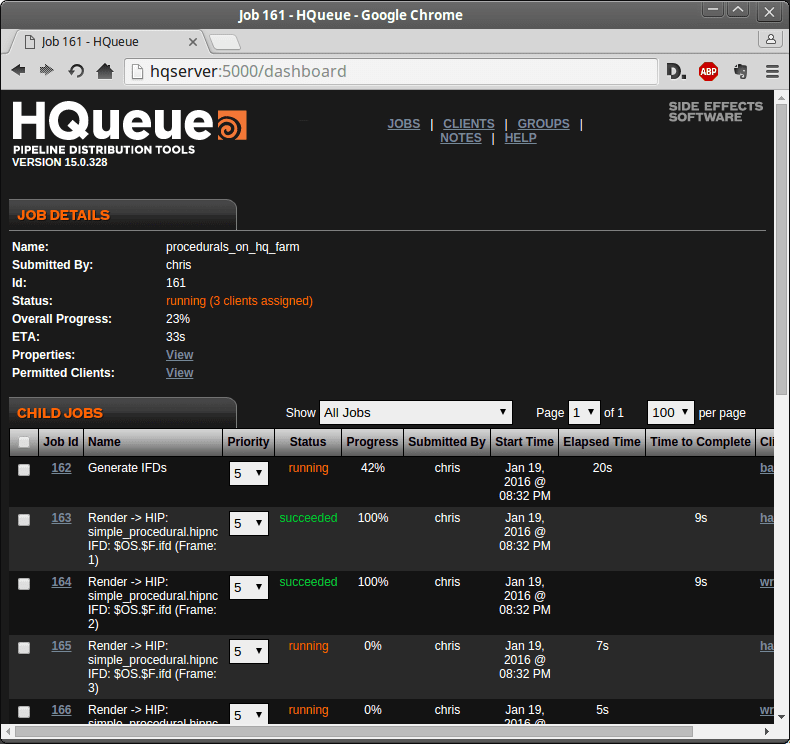 Job 161 - HQueue - Google Chrome
Job 161 - HQueue
hqserver:5000/dashboard
D.
ABP
HQueue
PIPELINE DISTRIBUTION TOOLS
VERSION 15.0.328
JOBS | CLIENTS | GROUPS |
NOTES | HELP
SIDE EFFECTS
SOFTWARE
JOB DETAILS
Name: procedurals_on_hq_farm
Submitted By: chris
Id: 161
Status: running (3 clients assigned)
Overall Progress: 23%
ETA: 33s
Properties: View
Permitted Clients: View
CHILD JOBS
Show All Jobs Page 1 of 1 100 per page
Job Id Name Priority Status Progress Submitted By Start Time Elapsed Time Time to Complete Cli
162 Generate IFDs 5 running 42% chris Jan 19, 20s ba
2016 @
08:32 PM
163 Render -> HIP: 5 succeeded 100% chris Jan 19, 9s ha
simple_procedural.hipnc 2016 @
IFD: $OS.$F.ifd (Frame: 08:32 PM
1)
164 Render -> HIP: 5 succeeded 100% chris Jan 19, 9s wr
simple_procedural.hipnc 2016 @
IFD: $OS.$F.ifd (Frame: 08:32 PM
2)
165 Render -> HIP: 5 running 0% chris Jan 19, 7s ha
simple_procedural.hipnc 2016 @
IFD: $OS.$F.ifd (Frame: 08:32 PM
3)
166 Render -> HIP: 5 running 0% chris Jan 19, 5s wr
simple_procedural.hipnc 2016 @